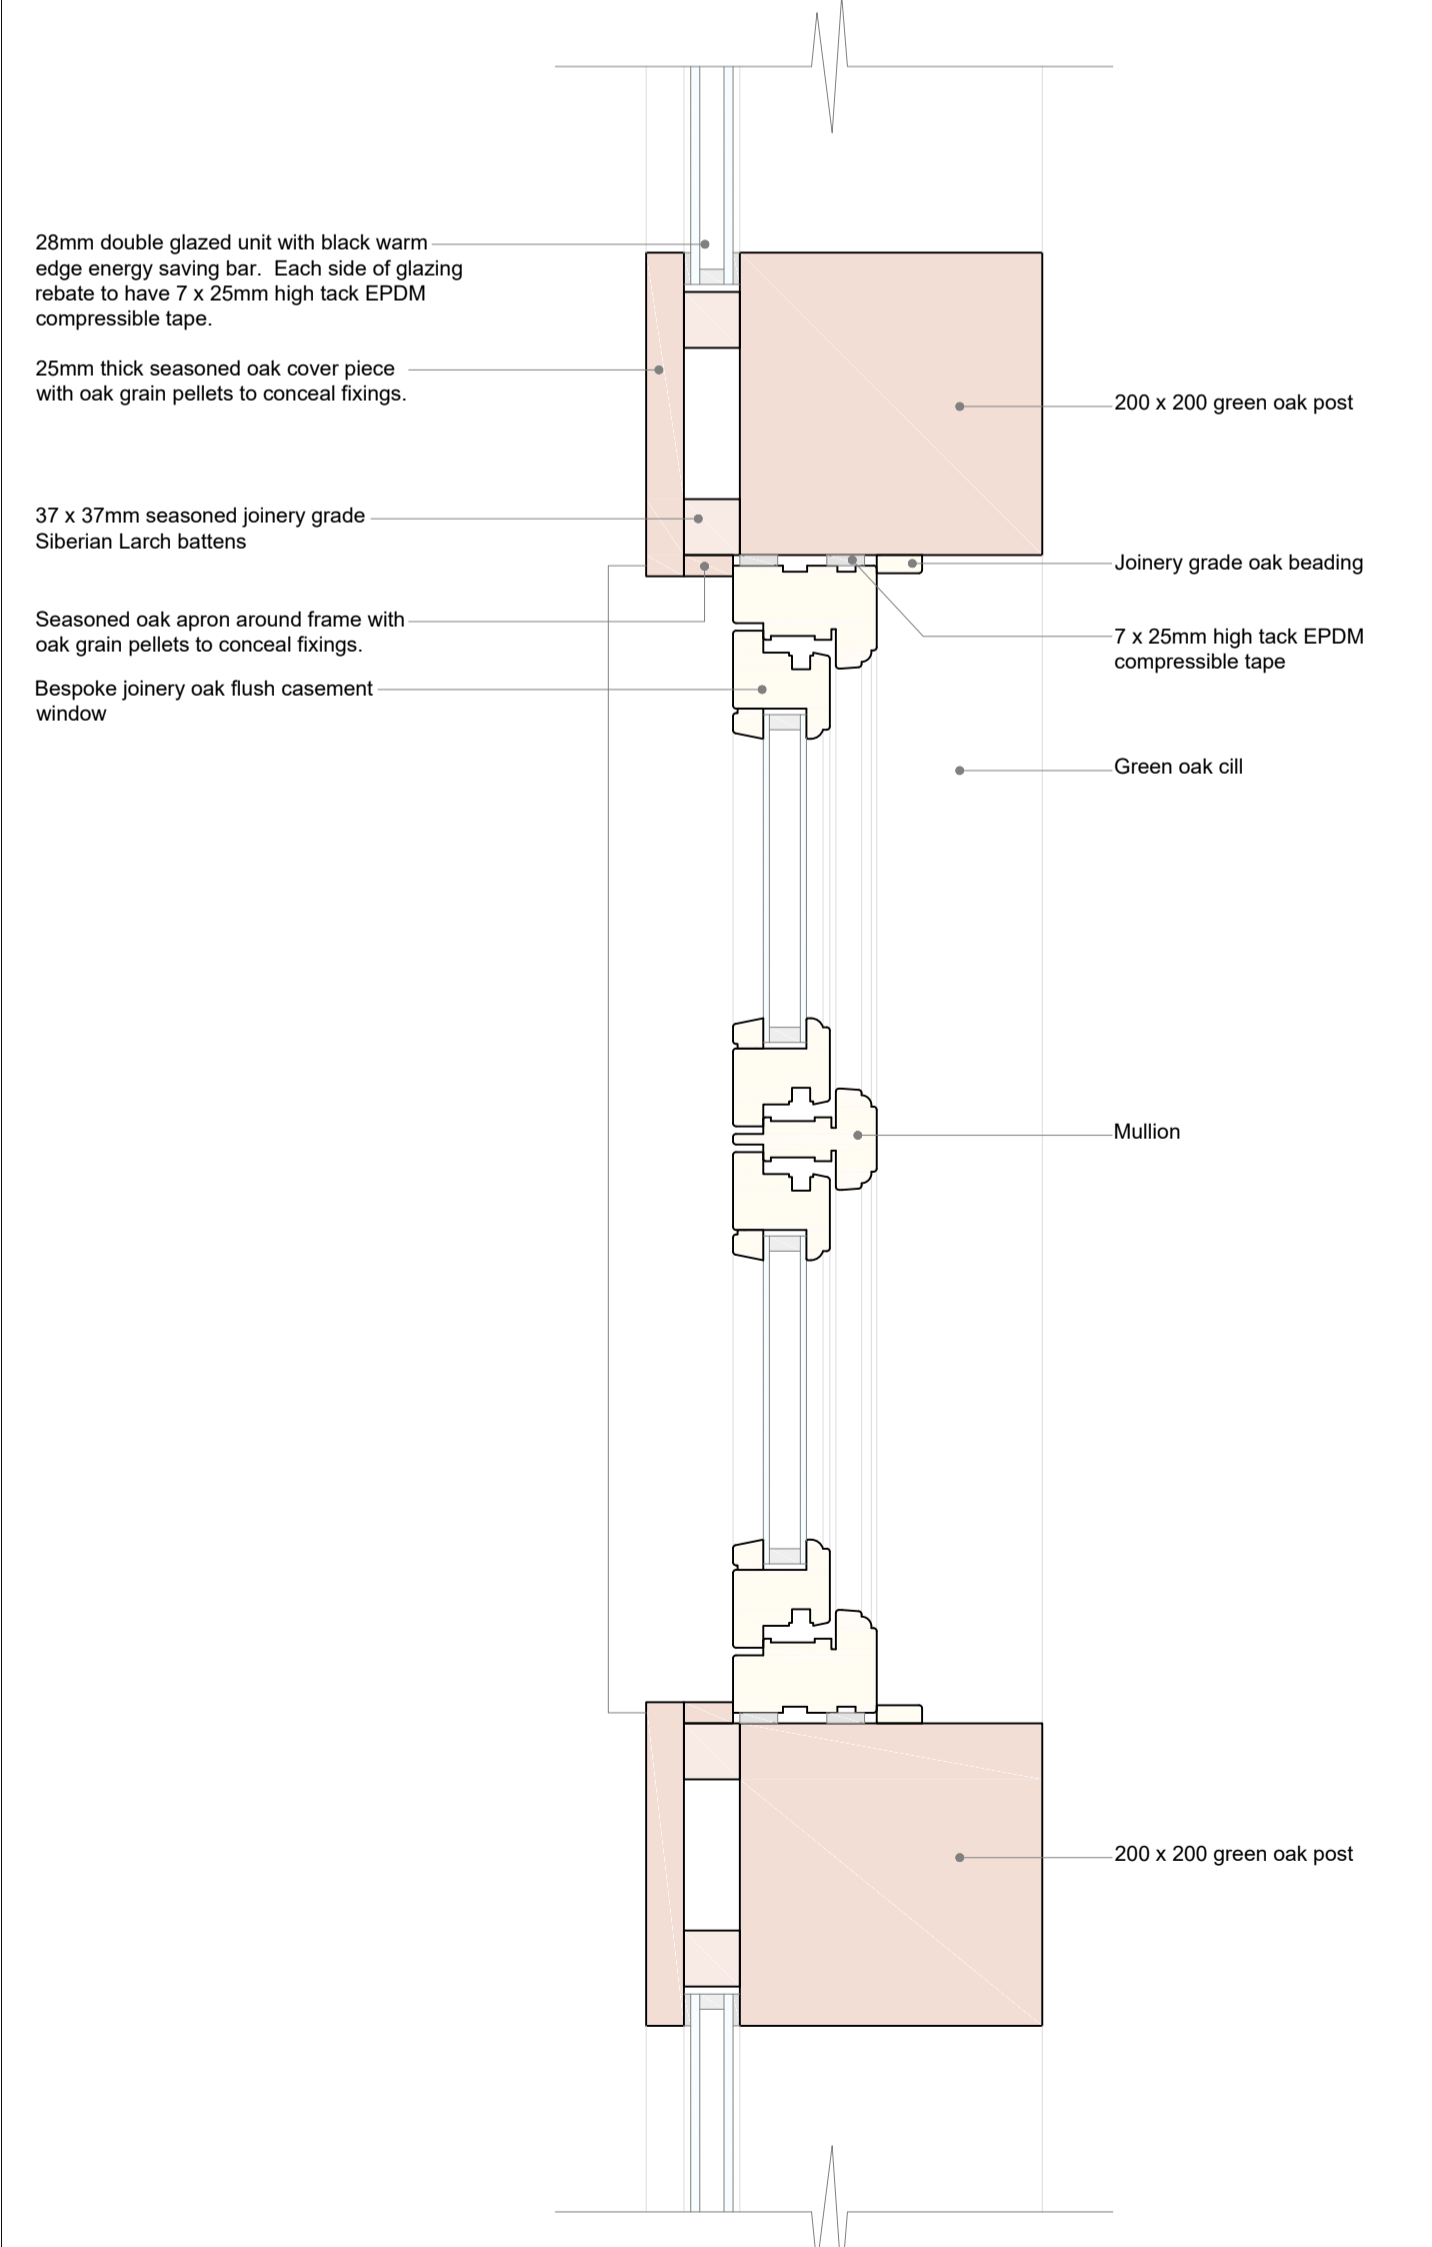 28mm double glazed unit with black warm
edge energy saving bar.  Each side of glazing
rebate to have 7 x 25mm high tack EPDM
compressible tape.
25mm thick seasoned oak cover piece
with oak grain pellets to conceal fixings.
37 x 37mm seasoned joinery grade
Siberian Larch battens
Seasoned oak apron around frame with
oak grain pellets to conceal fixings.
Bespoke joinery oak flush casement
window
200 x 200 green oak post
Joinery grade oak beading
7 x 25mm high tack EPDM
compressible tape
Green oak cill
Mullion
200 x 200 green oak post